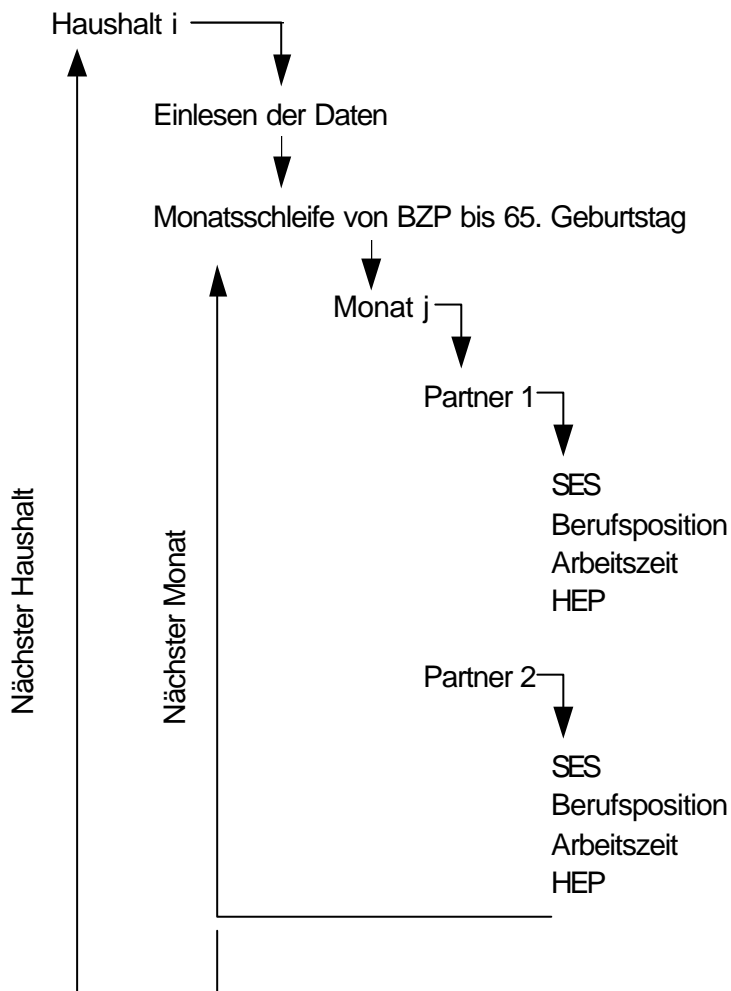 Haushalt i
Einlesen der Daten
Monatsschleife von BZP bis 65. Geburtstag
Monat j
Partner 1
SES
Berufsposition
Arbeitszeit
HEP
Partner 2
SES
Berufsposition
Arbeitszeit
HEP
Nächster Haushalt
Nächster Monat